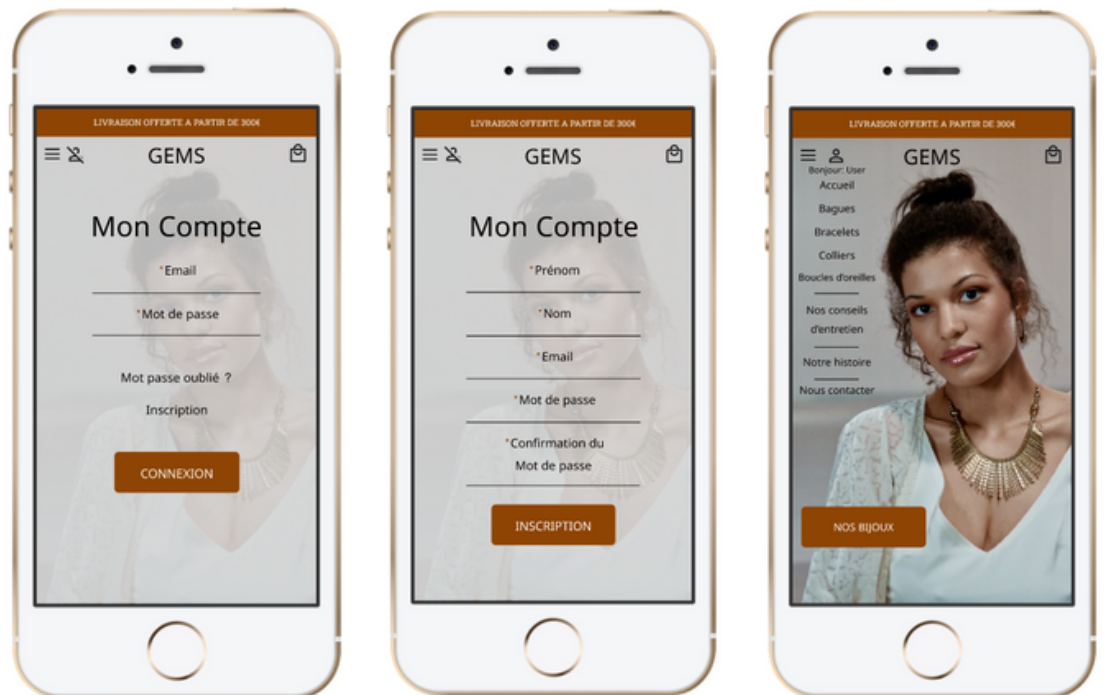 LIVRAISON OFFERTE A PARTIR DE 300€
GEMS
Mon Compte
*Email
*Mot de passe
Mot passe oublié ?
Inscription
CONNEXION
LIVRAISON OFFERTE A PARTIR DE 300€
GEMS
Mon Compte
*Prénom
*Nom
*Email
*Mot de passe
*Confirmation du
Mot de passe
INSCRIPTION
LIVRAISON OFFERTE A PARTIR DE 300€
GEMS
Bonjour: User
Accueil
Bagues
Bracelets
Colliers
Boucles d'oreilles
Nos conseils
d'entretien
Notre histoire
Nous contacter
NOS BIJOUX